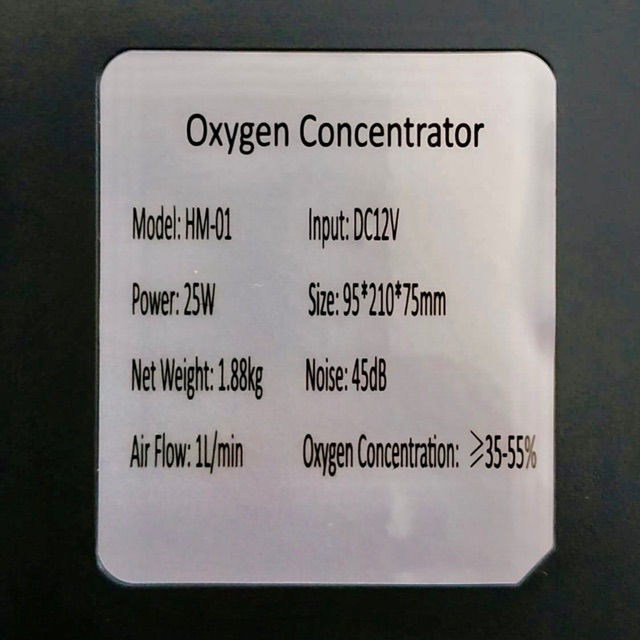 Oxygen Concentrator
Model: HM-01 Input: DC12V
Power: 25W Size: 95*210*75mm
Net Weight: 1.88kg Noise: 45dB
Air Flow: 1L/min Oxygen Concentration: ⩾35-55%